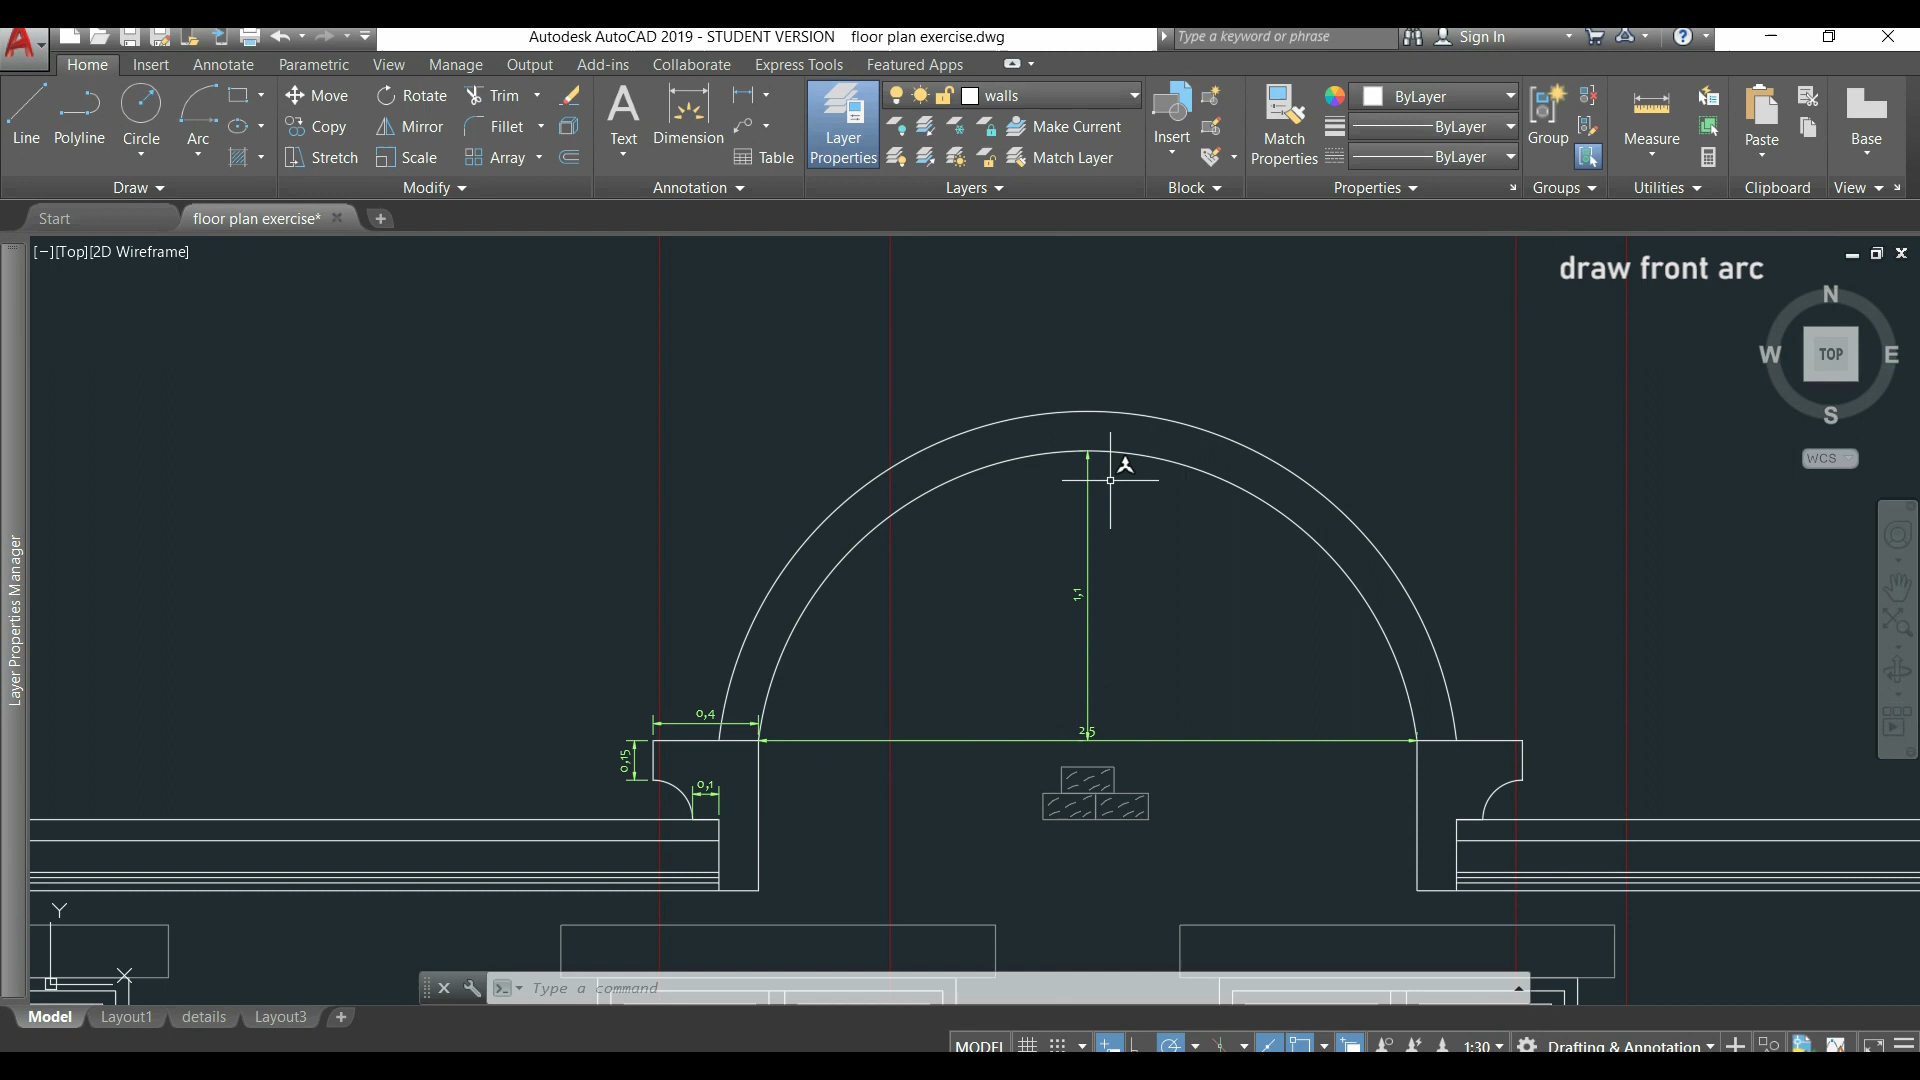 Autodesk AutoCAD 2019 - STUDENT VERSION floor plan exercise.dwg
Type a keyword or phrase
Sign In
Home Insert Annotate Parametric View Manage Output Add-ins Collaborate Express Tools Featured Apps
Line Polyline Circle Arc
Move Rotate Trim
Copy Mirror Fillet
Stretch Scale Array
Text Dimension Table
Layer Properties
walls
Make Current
Match Layer
Insert
Match Properties
ByLayer
ByLayer
ByLayer
Group
Measure
Paste
Base
Draw Modify Annotation Layers Block Properties Groups Utilities Clipboard View
Start floor plan exercise*
[−][Top][2D Wireframe]
draw front arc
N
W TOP E
S
WCS
Layer Properties Manager
1,1
0,4
2,5
0,15
0,1
Y
X
Type a command
Model Layout1 details Layout3
MODEL 1:30 Drafting & Annotation